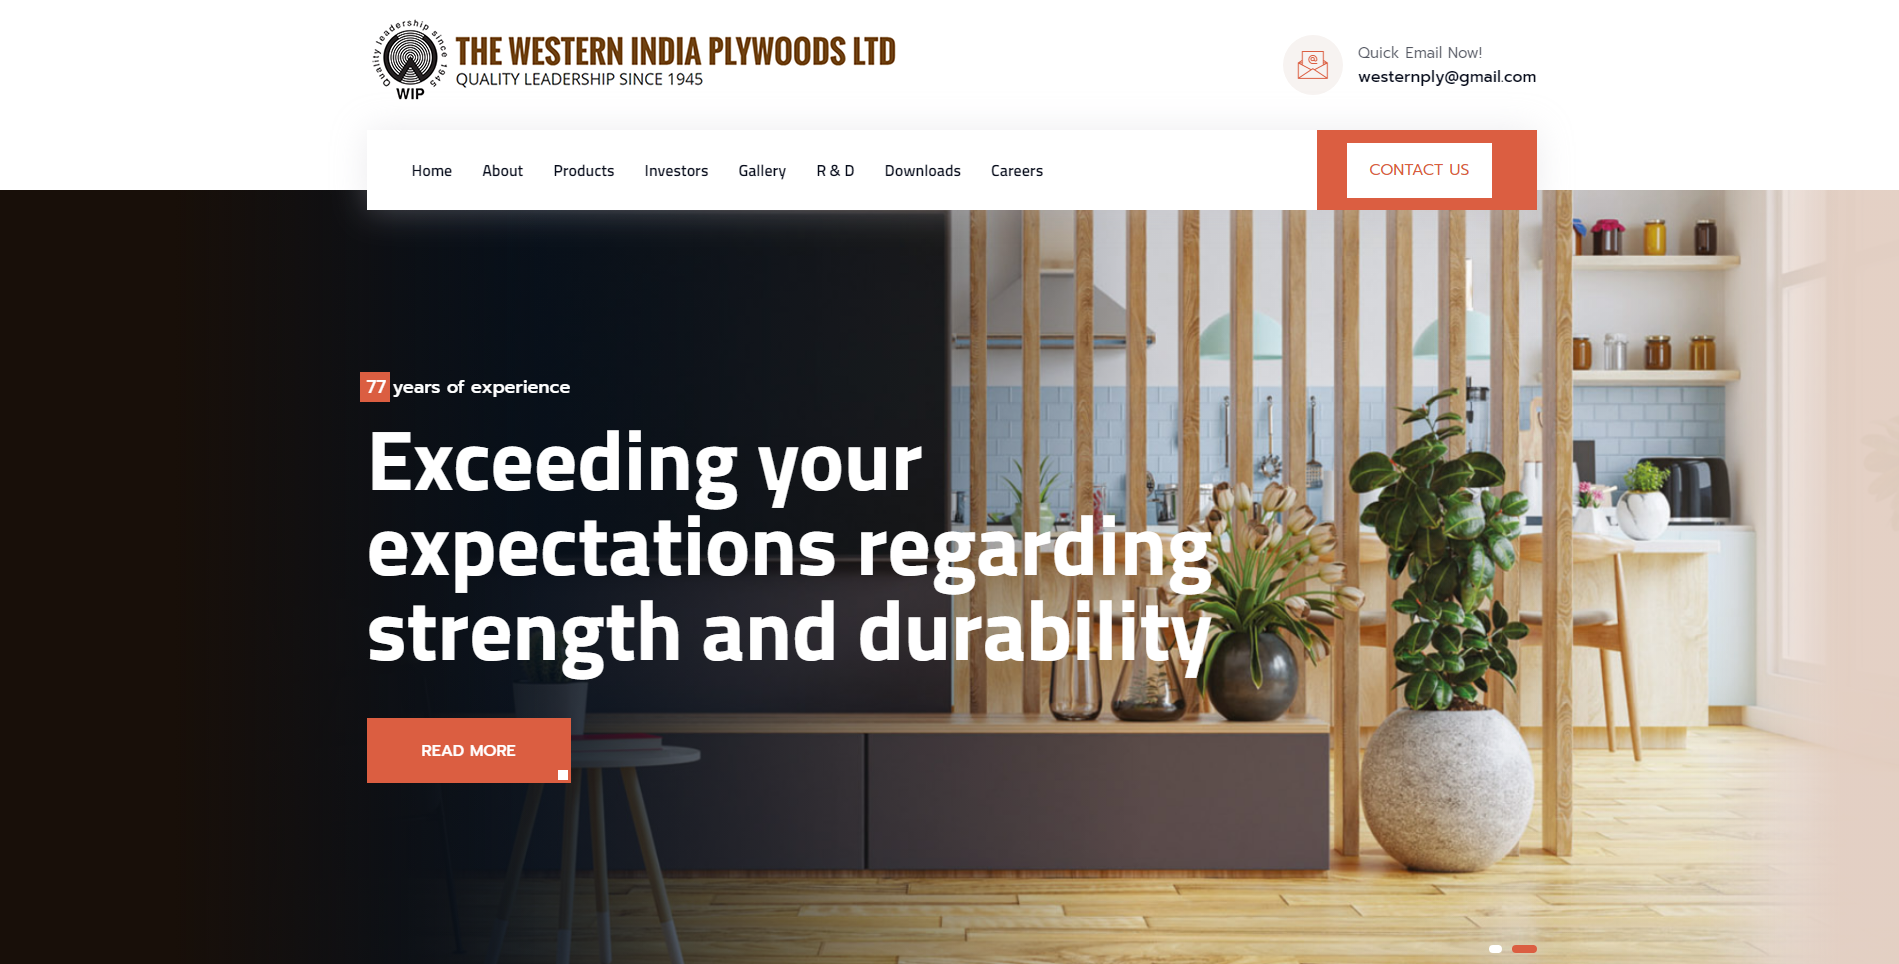 Quality leadership since 1945
WIP
THE WESTERN INDIA PLYWOODS LTD
QUALITY LEADERSHIP SINCE 1945
Quick Email Now!
westernply@gmail.com
Home About Products Investors Gallery R & D Downloads Careers
CONTACT US
77 years of experience
Exceeding your
expectations regarding
strength and durability
READ MORE